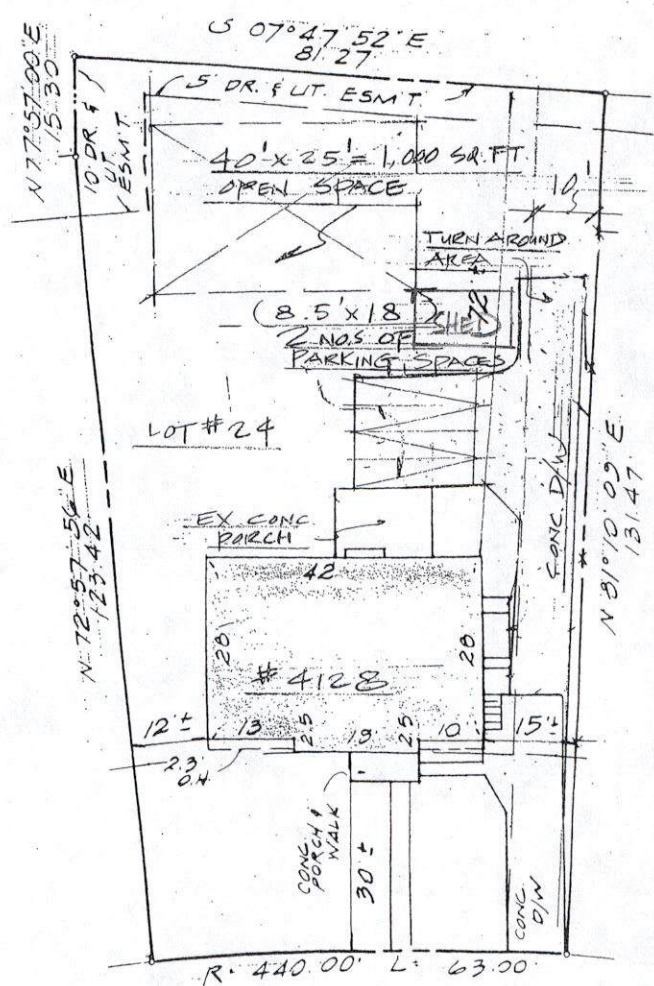 S 07° 47' 52" E
81.27
N 77° 57' 00" E
15.30
5' DR. & UT. ESM'T
10' DR. &
UT
ESM'T
40' x 25' = 1,000 SQ. FT
OPEN SPACE
10'
TURN AROUND
AREA
(8.5' x 18')
SHED
2 NO.S OF
PARKING SPACES
LOT # 24
CONC D/W
N 81° 10' 09" E
131.47
N 72° 57' 56" E
123.42
EX CONC
PORCH
42
28
28
# 4128
12'±
13
2.5
19
2.5
10
15'±
2.3
O.H
CONC
PORCH &
WALK
30'±
CONC
D/W
R= 440.00' L= 63.00'